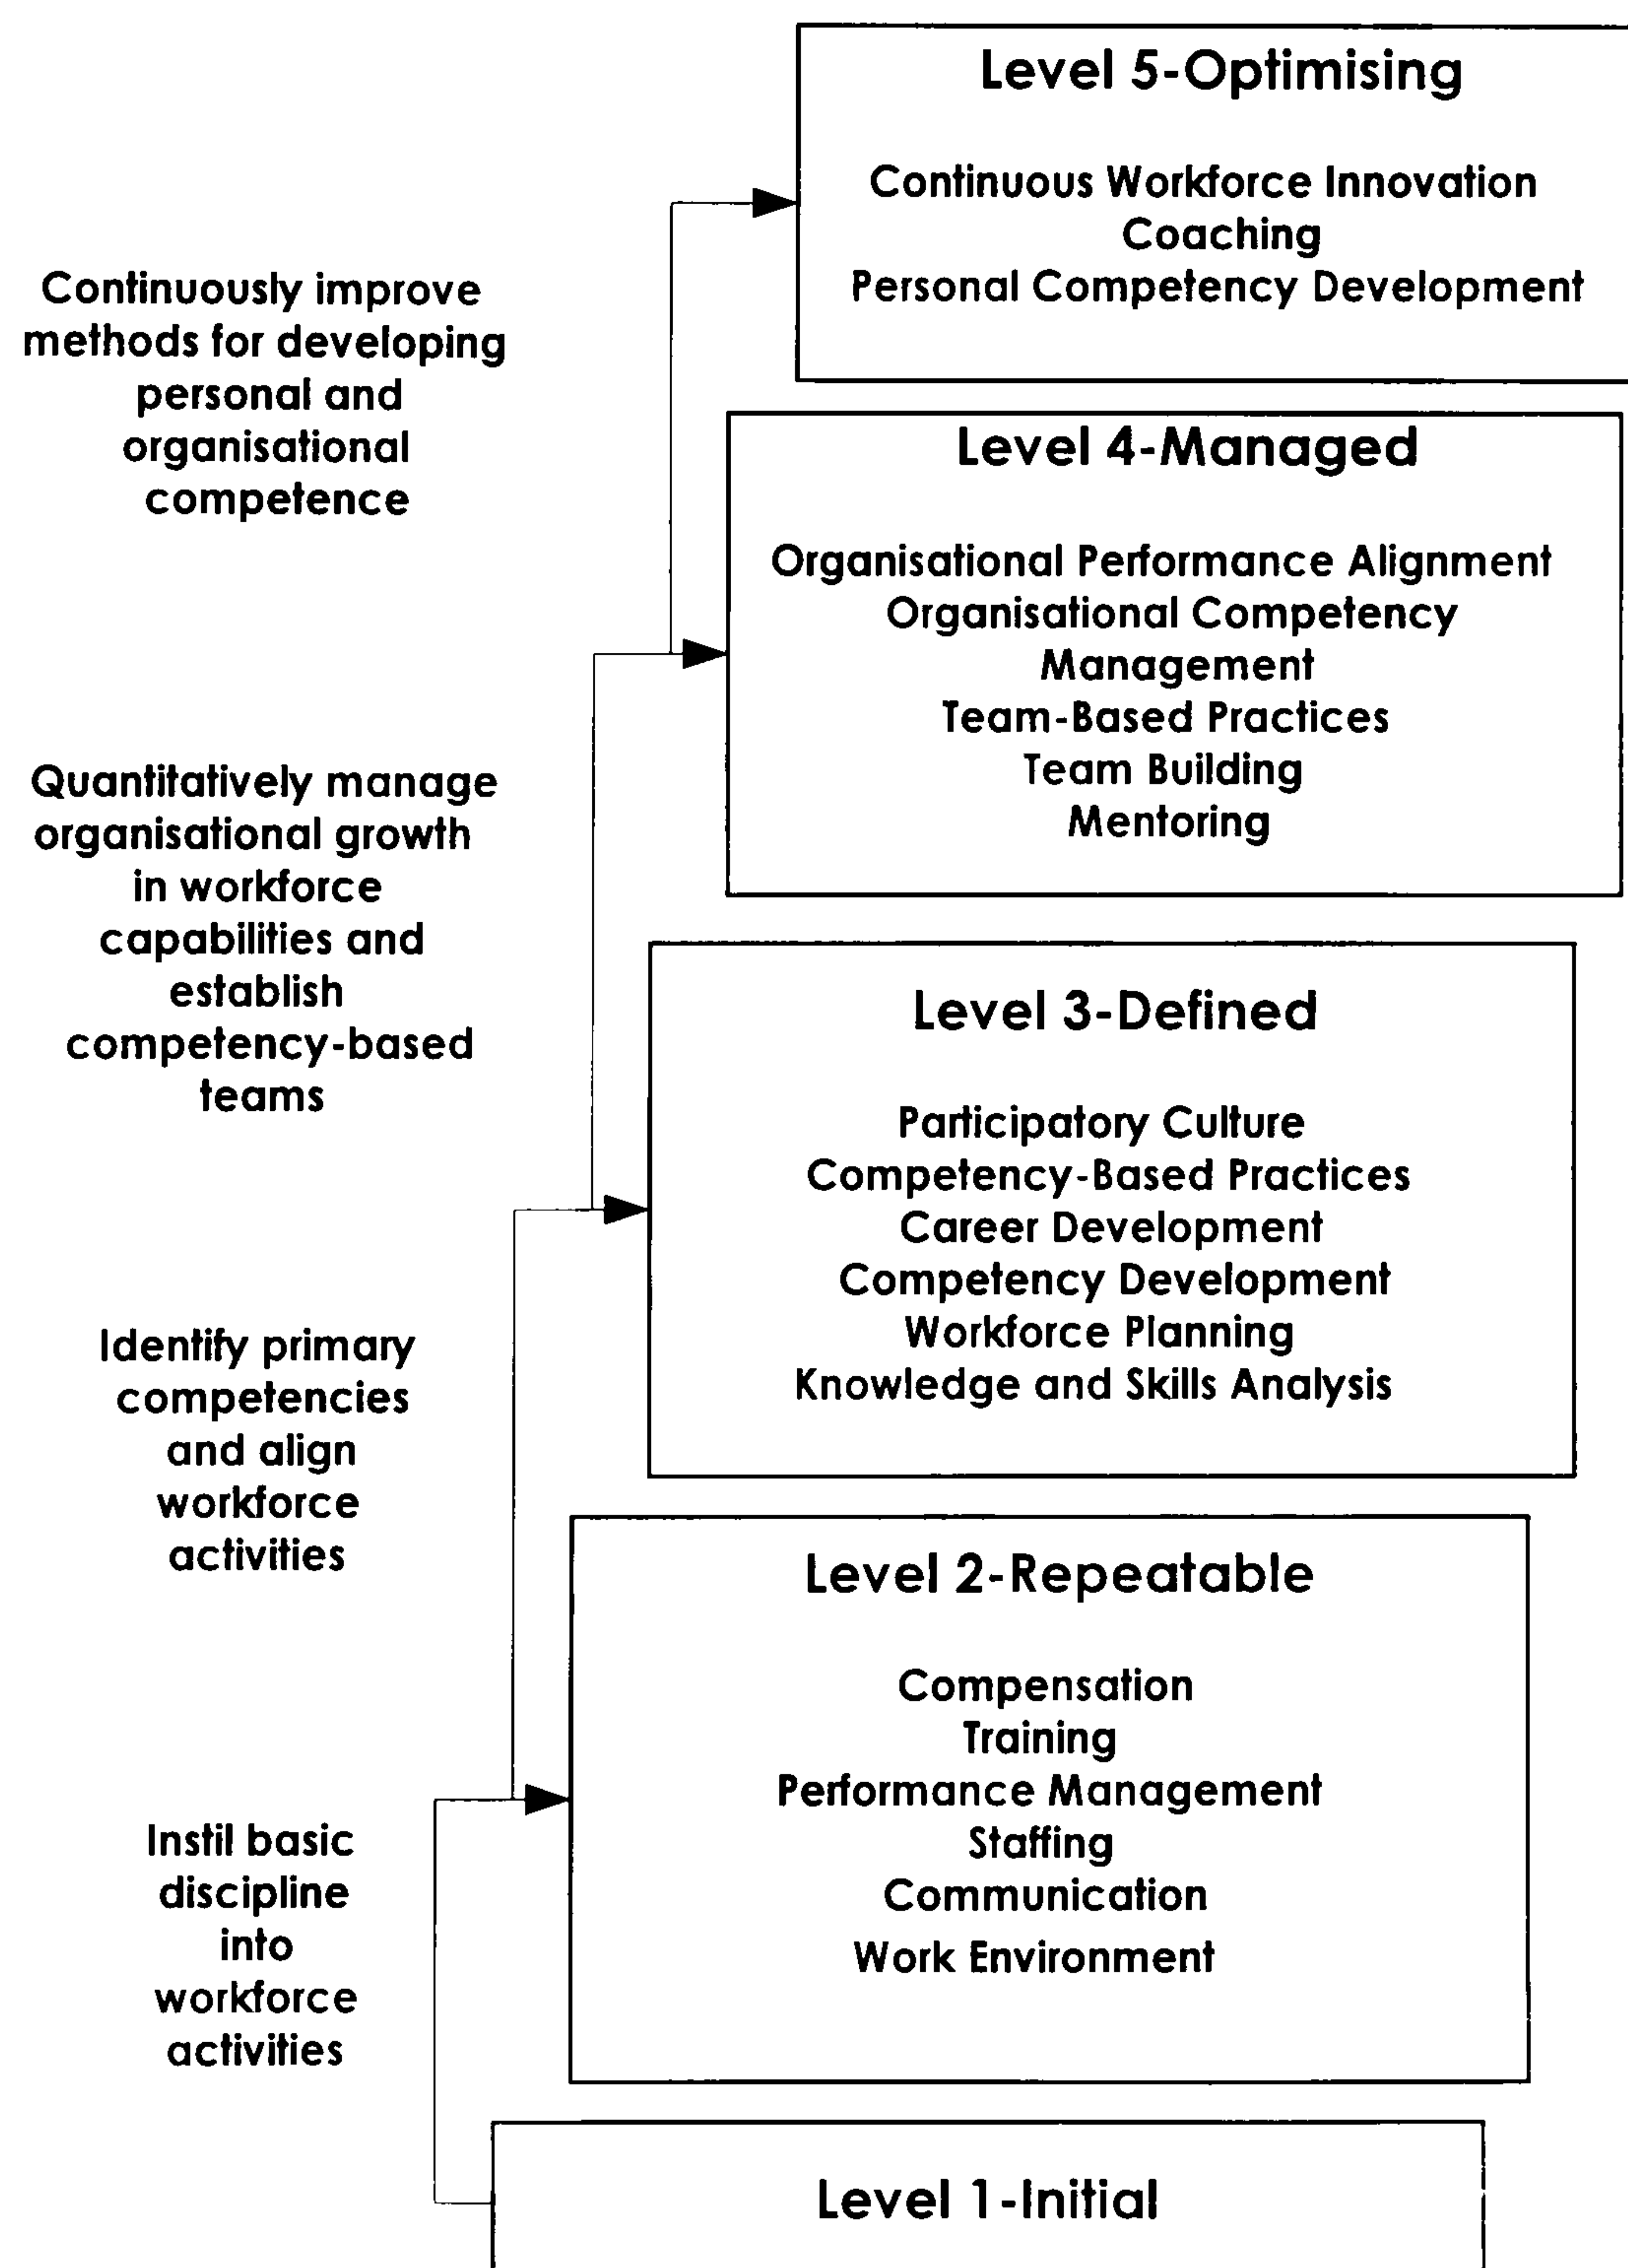 Level 5-Optimising
Continuous Workforce Innovation
Coaching
Personal Competency Development
Continuously improve
methods for developing
personal and
organisational
competence
Level 4-Managed
Organisational Performance Alignment
Organisational Competency
Management
Team-Based Practices
Team Building
Mentoring
Quantitatively manage
organisational growth
in workforce
capabilities and
establish
competency-based
teams
Level 3-Defined
Participatory Culture
Competency-Based Practices
Career Development
Competency Development
Workforce Planning
Knowledge and Skills Analysis
Identify primary
competencies
and align
workforce
activities
Level 2-Repeatable
Compensation
Training
Performance Management
Staffing
Communication
Work Environment
Instil basic
discipline
into
workforce
activities
Level 1-Initial